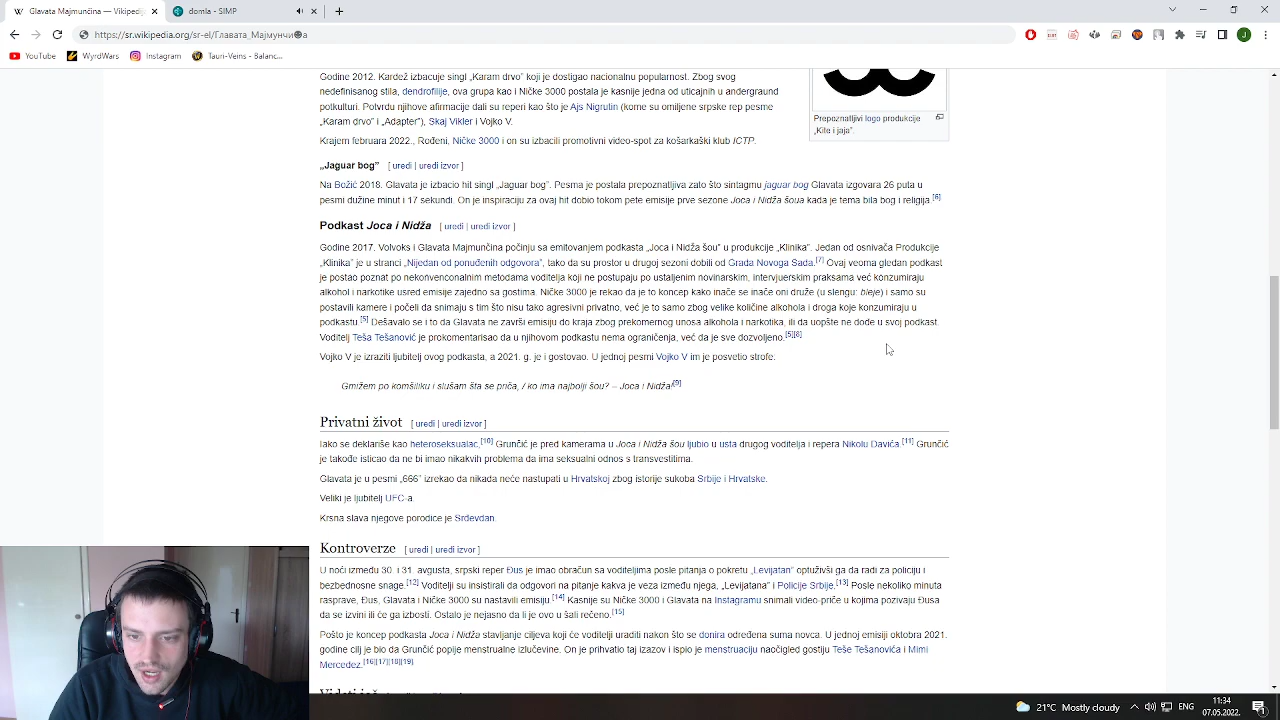 Glavata Majmunčina — Wikipedi
domla - SIMP
https://sr.wikipedia.org/sr-el/Главата_Мајмунчина
YouTube
WyrdWars
Instagram
Tauri-Veins - Balanc...
Godine 2012. Kardež izbacuje singl „Karam drvo” koji je dostigao nacionalnu popularnost. Zbog svog
nedefinisanog stila, dendrofilije, ova grupa kao i Ničke 3000 postala je kasnije jedna od uticajnih u andergraund
potkulturi. Potvrdu njihove afirmacije dali su reperi kao što je Ajs Nigrutin (kome su omiljene srpske rep pesme
„Karam drvo” i „Adapter”), Skaj Vikler i Vojko V.
Krajem februara 2022., Rođeni, Ničke 3000 i on su izbacili promotivni video-spot za košarkaški klub ICTP.
Prepoznatljivi logo produkcije
„Kite i jaja”.
„Jaguar bog” [ uredi | uredi izvor ]
Na Božić 2018. Glavata je izbacio hit singl „Jaguar bog”. Pesma je postala prepoznatljiva zato što sintagmu jaguar bog Glavata izgovara 26 puta u
pesmi dužine minut i 17 sekundi. On je inspiraciju za ovaj hit dobio tokom pete emisije prve sezone Joca i Nidža šoua kada je tema bila bog i religija.[6]
Podkast Joca i Nidža [ uredi | uredi izvor ]
Godine 2017. Volvoks i Glavata Majmunčina počinju sa emitovanjem podkasta „Joca i Nidža šou” u produkciji „Klinika”. Jedan od osnivača Produkcije
„Klinika” je u stranci „Nijedan od ponuđenih odgovora”, tako da su prostor u drugoj sezoni dobili od Grada Novoga Sada.[7] Ovaj veoma gledan podkast
je postao poznat po nekonvencionalnim metodama voditelja koji ne postupaju po ustaljenim novinarskim, intervjuerskim praksama već konzumiraju
alkohol i narkotike usred emisije zajedno sa gostima. Ničke 3000 je rekao da je to koncept kao inače se inače oni druže (u slengu: bleje) i samo su
postavili kamere i počeli da snimaju s tim što nisu tako agresivni privatno, već je to samo zbog velike količine alkohola i droga koje konzumiraju u
podkastu.[5] Dešavalo se i to da Glavata ne završi emisiju do kraja zbog prekomernog unosa alkohola i narkotika, ili da uopšte ne dođe u svoj podkast.
Voditelj Teša Tešanović je prokomentarisao da u njihovom podkastu nema ograničenja, već da je sve dozvoljeno.[5][8]
Vojko V je izraziti ljubitelj ovog podkasta, a 2021. g. je i gostovao. U jednoj pesmi Vojko V im je posvetio strofe.
Gmižem po komšiliku i slušam šta se priča, / ko ima najbolji šou? – Joca i Nidža![9]
Privatni život [ uredi | uredi izvor ]
Iako se deklariše kao heteroseksualac,[10] Grunčić je pred kamerama u Joca i Nidža šou ljubio u usta drugog voditelja i repera Nikolu Davića.[11] Grunčić
je takođe isticao da ne bi imao nikakvih problema da ima seksualni odnos s transvestitima.
Glavata je u pesmi „666” izrekao da nikada neće nastupati u Hrvatskoj zbog istorije sukoba Srbije i Hrvatske.
Veliki je ljubitelj UFC-a.
Krsna slava njegove porodice je Srđevdan.
Kontroverze [ uredi | uredi izvor ]
U noći između 30. i 31. avgusta, srpski reper Đus je imao obračun sa voditeljima posle pitanja o pokretu „Levijatan” optuživši ga da radi za policiju i
bezbednosne snage.[12] Voditelji su insistirali da odgovori na pitanje kakva je veza između njega, „Levijatana” i Policije Srbije.[13] Posle nekoliko minuta
rasprave, Đus, Glavata i Ničke 3000 su nastavili emisiju.[14] Kasnije su Ničke 3000 i Glavata na Instagramu snimali video-priče u kojima pozivaju Đusa
da se izvini ili će ga izbosti. Ostalo je nejasno da li je ovo u šali rečeno.[15]
Pošto je koncept podkasta Joca i Nidža stavljanje ciljeva koji će voditelji uraditi nakon što se donira određena suma novca. U jednoj emisiji oktobra 2021.
godine cilj je bio da Grunčić popije menstrualne izlučevine. On je prihvatio taj izazov i ispio je menstruaciju naočigled gostiju Teše Tešanovića i Mimi
Mercedez.[16][17][18][19]
21°C Mostly cloudy
ENG
11:34
07.05.2022.